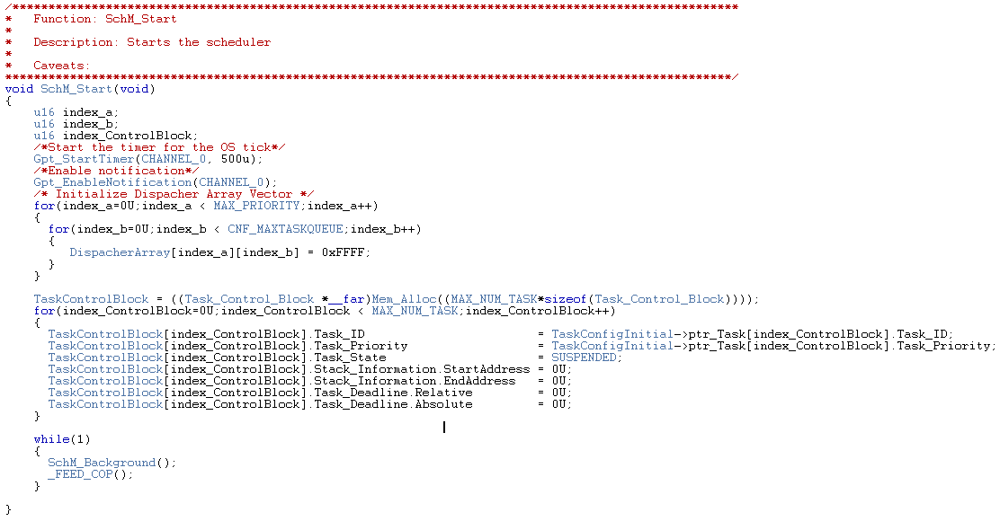 /******************************************************************************************************
*   Function: SchM_Start
*
*   Description: Starts the scheduler
*
*   Caveats:
*****************************************************************************************************/
void SchM_Start(void)
{
    u16 index_a;
    u16 index_b;
    u16 index_ControlBlock;
    /*Start the timer for the OS tick*/
    Gpt_StartTimer(CHANNEL_0, 500u);
    /*Enable notification*/
    Gpt_EnableNotification(CHANNEL_0);
    /* Initialize Dispacher Array Vector */
    for(index_a=0U;index_a < MAX_PRIORITY;index_a++)
    {
      for(index_b=0U;index_b < CNF_MAXTASKQUEUE;index_b++)
      {
         DispacherArray[index_a][index_b] = 0xFFFF;
      }
    }

    TaskControlBlock = ((Task_Control_Block *__far)Mem_Alloc((MAX_NUM_TASK*sizeof(Task_Control_Block))));
    for(index_ControlBlock=0U;index_ControlBlock < MAX_NUM_TASK;index_ControlBlock++)
    {
      TaskControlBlock[index_ControlBlock].Task_ID                        = TaskConfigInitial->ptr_Task[index_ControlBlock].Task_ID;
      TaskControlBlock[index_ControlBlock].Task_Priority                  = TaskConfigInitial->ptr_Task[index_ControlBlock].Task_Priority;
      TaskControlBlock[index_ControlBlock].Task_State                     = SUSPENDED;
      TaskControlBlock[index_ControlBlock].Stack_Information.StartAddress = 0U;
      TaskControlBlock[index_ControlBlock].Stack_Information.EndAddress   = 0U;
      TaskControlBlock[index_ControlBlock].Task_Deadline.Relative         = 0U;
      TaskControlBlock[index_ControlBlock].Task_Deadline.Absolute         = 0U;
    }

    while(1)
    {
      SchM_Background();
      _FEED_COP();
    }

}